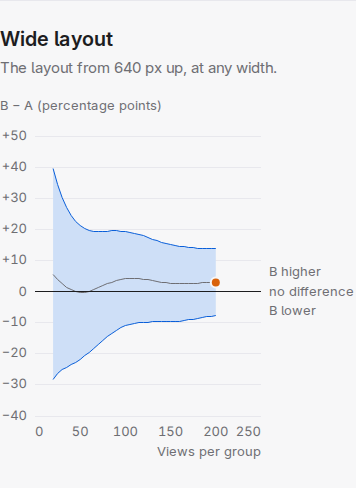 Wide layout
The layout from 640 px up, at any width.
B − A (percentage points)
+50
+40
+30
+20
+10
0
−10
−20
−30
−40
B higher
no difference
B lower
0 50 100 150 200 250
Views per group